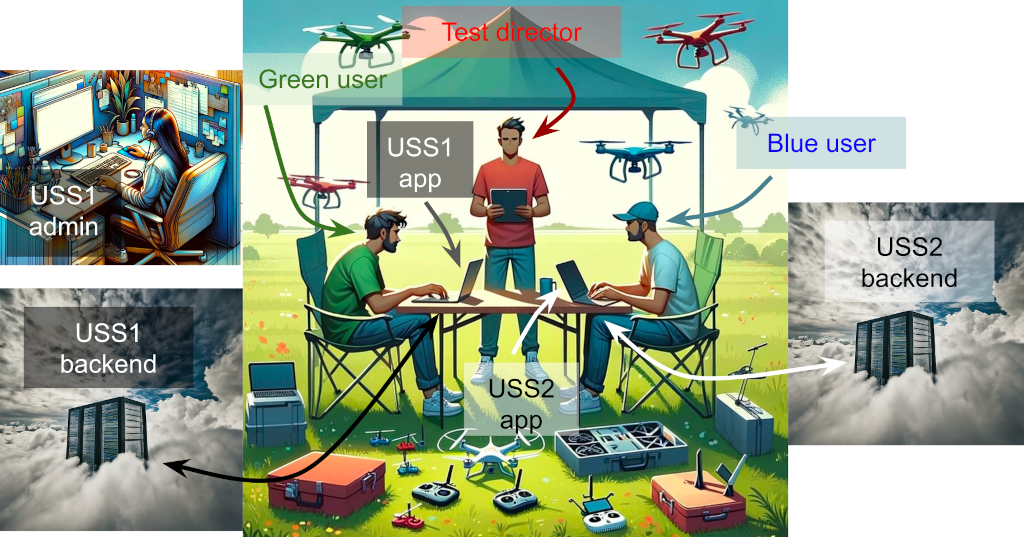 Test director
Green user
USS1
app
Blue user
USS1
admin
USS2
backend
USS1
backend
USS2
app